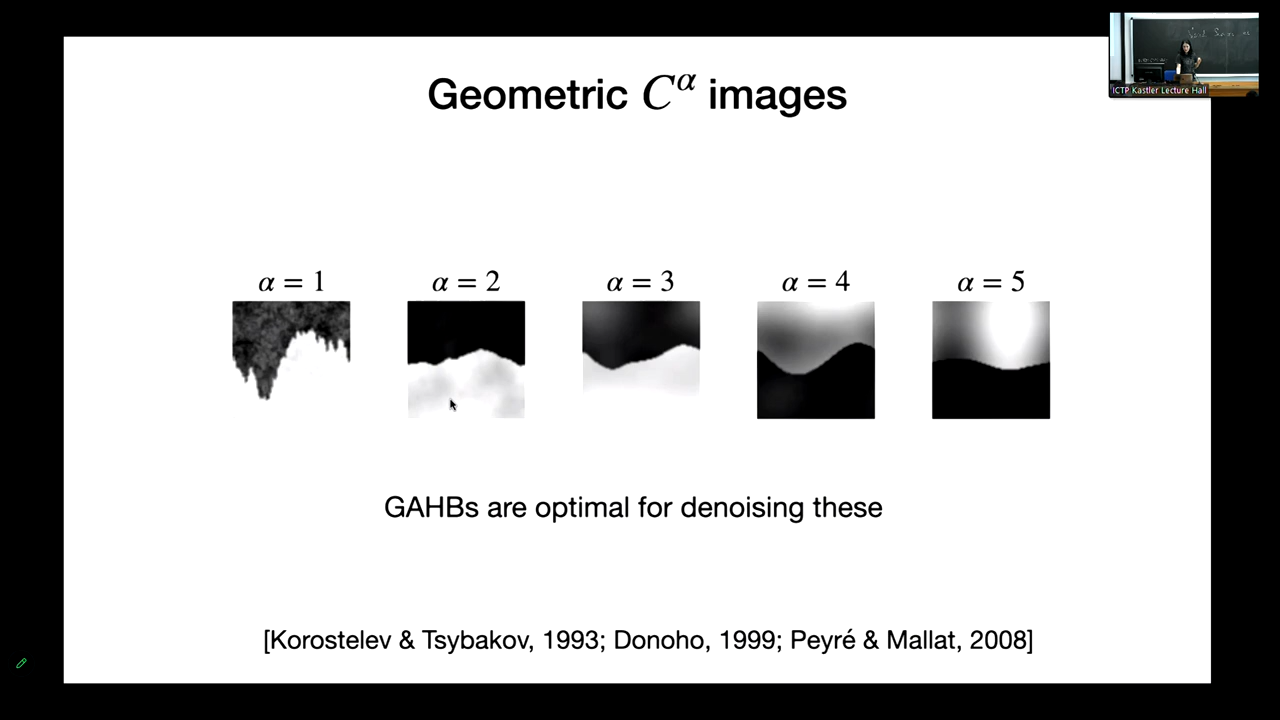 Geometric C^α images
ICTP Kastler Lecture Hall
α = 1 α = 2 α = 3 α = 4 α = 5
GAHBs are optimal for denoising these
[Korostelev & Tsybakov, 1993; Donoho, 1999; Peyré & Mallat, 2008]